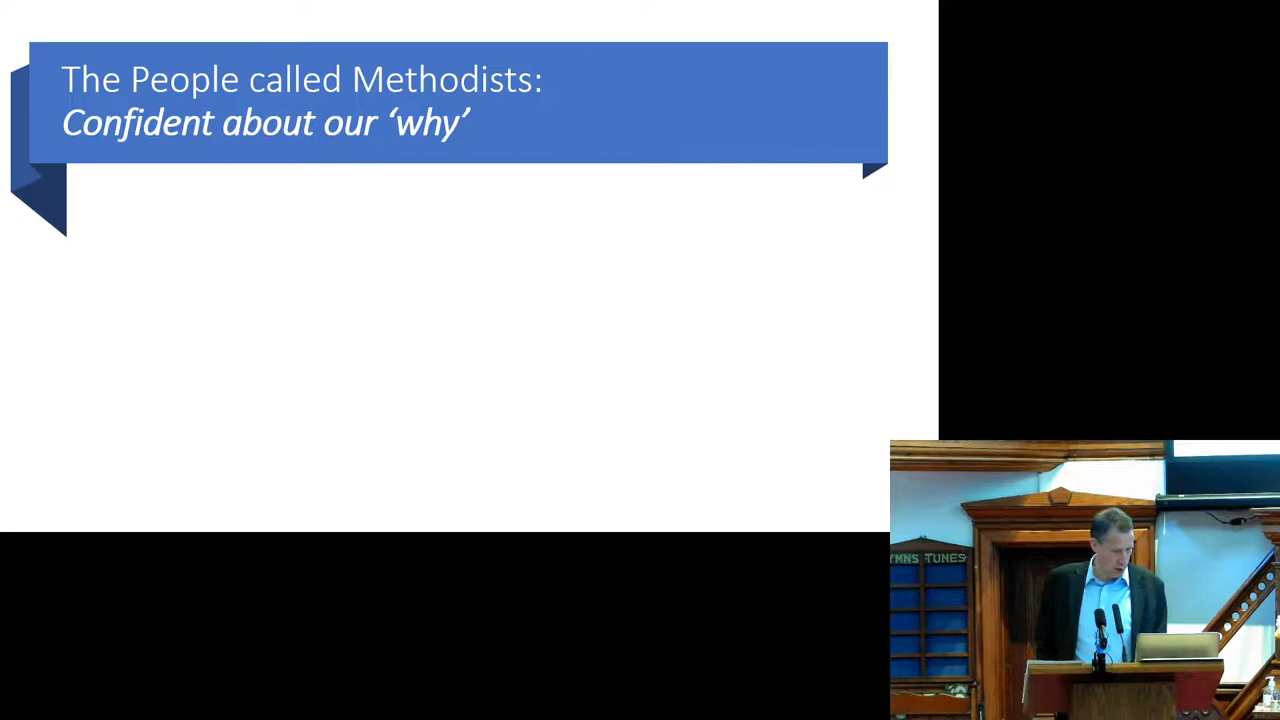 The People called Methodists:
Confident about our ‘why’
YMNS TUNES